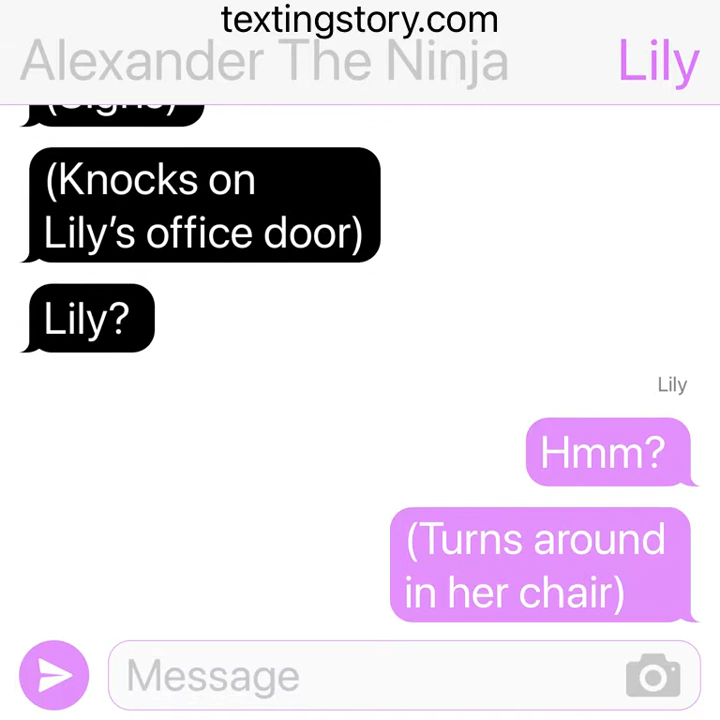 textingstory.com
Alexander The Ninja Lily
(Knocks on
Lily’s office door)
Lily?
Lily
Hmm?
(Turns around
in her chair)
Message